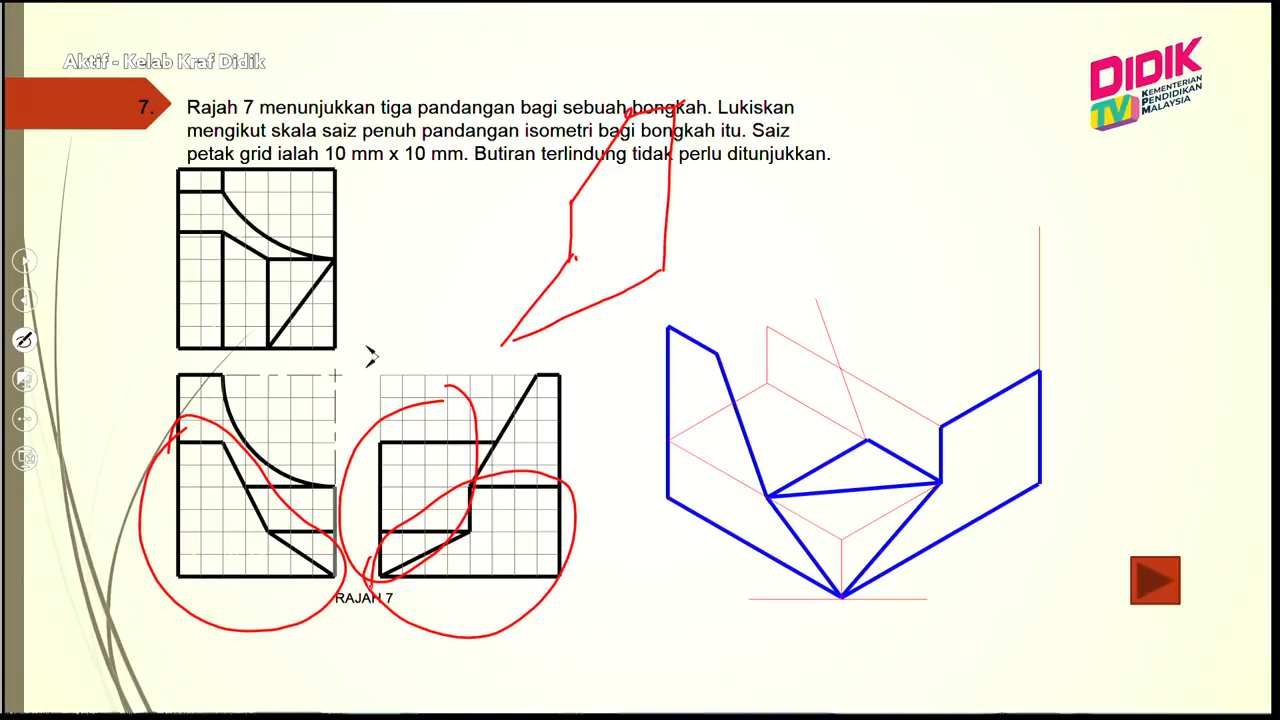 Aktif - Kelab Kraf Didik
DIDIK
TV
KEMENTERIAN
PENDIDIKAN
MALAYSIA
7.
Rajah 7 menunjukkan tiga pandangan bagi sebuah bongkah. Lukiskan
mengikut skala saiz penuh pandangan isometri bagi bongkah itu. Saiz
petak grid ialah 10 mm x 10 mm. Butiran terlindung tidak perlu ditunjukkan.
RAJAH 7